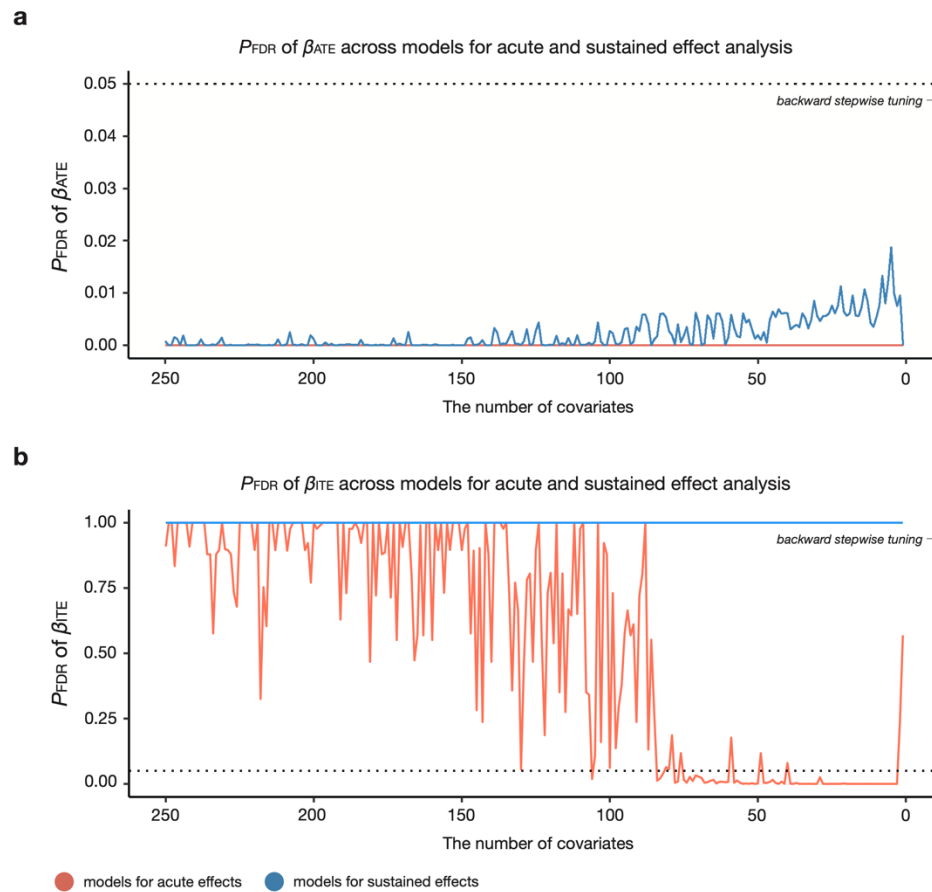 a
PFDR of βATE across models for acute and sustained effect analysis
PFDR of βATE
0.05
0.04
0.03
0.02
0.01
0.00
backward stepwise tuning
250
200
150
100
50
0
The number of covariates
b
PFDR of βITE across models for acute and sustained effect analysis
PFDR of βITE
1.00
0.75
0.50
0.25
0.00
backward stepwise tuning
250
200
150
100
50
0
The number of covariates
models for acute effects
models for sustained effects